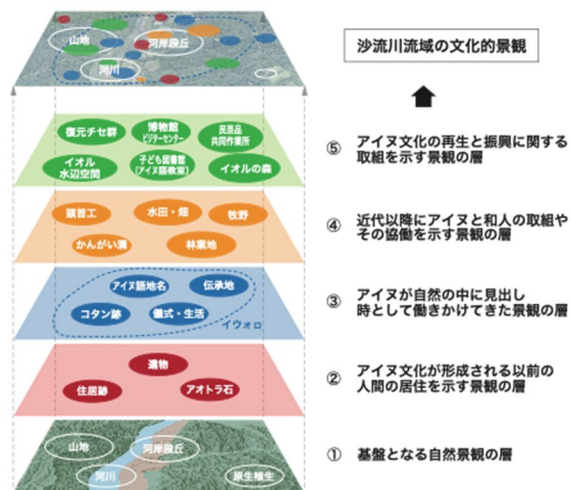 山地
河岸段丘
河川
沙流川流域の文化的景観
復元チセ群
博物館
ビジターセンター
民芸品
共同作業所
イオル
水辺空間
子ども図書館
(アイヌ語教室)
イオルの森
⑤ アイヌ文化の再生と振興に関する
取組を示す景観の層
頭首工
水田・畑
牧野
かんがい溝
林業地
④ 近代以降にアイヌと和人の取組や
その協働を示す景観の層
アイヌ語地名
伝承地
コタン跡
儀式・生活
イウォロ
③ アイヌが自然の中に見出し
時として働きかけてきた景観の層
遺物
住居跡
アオトラ石
② アイヌ文化が形成される以前の
人間の居住を示す景観の層
山地
河岸段丘
河川
原生植生
① 基盤となる自然景観の層